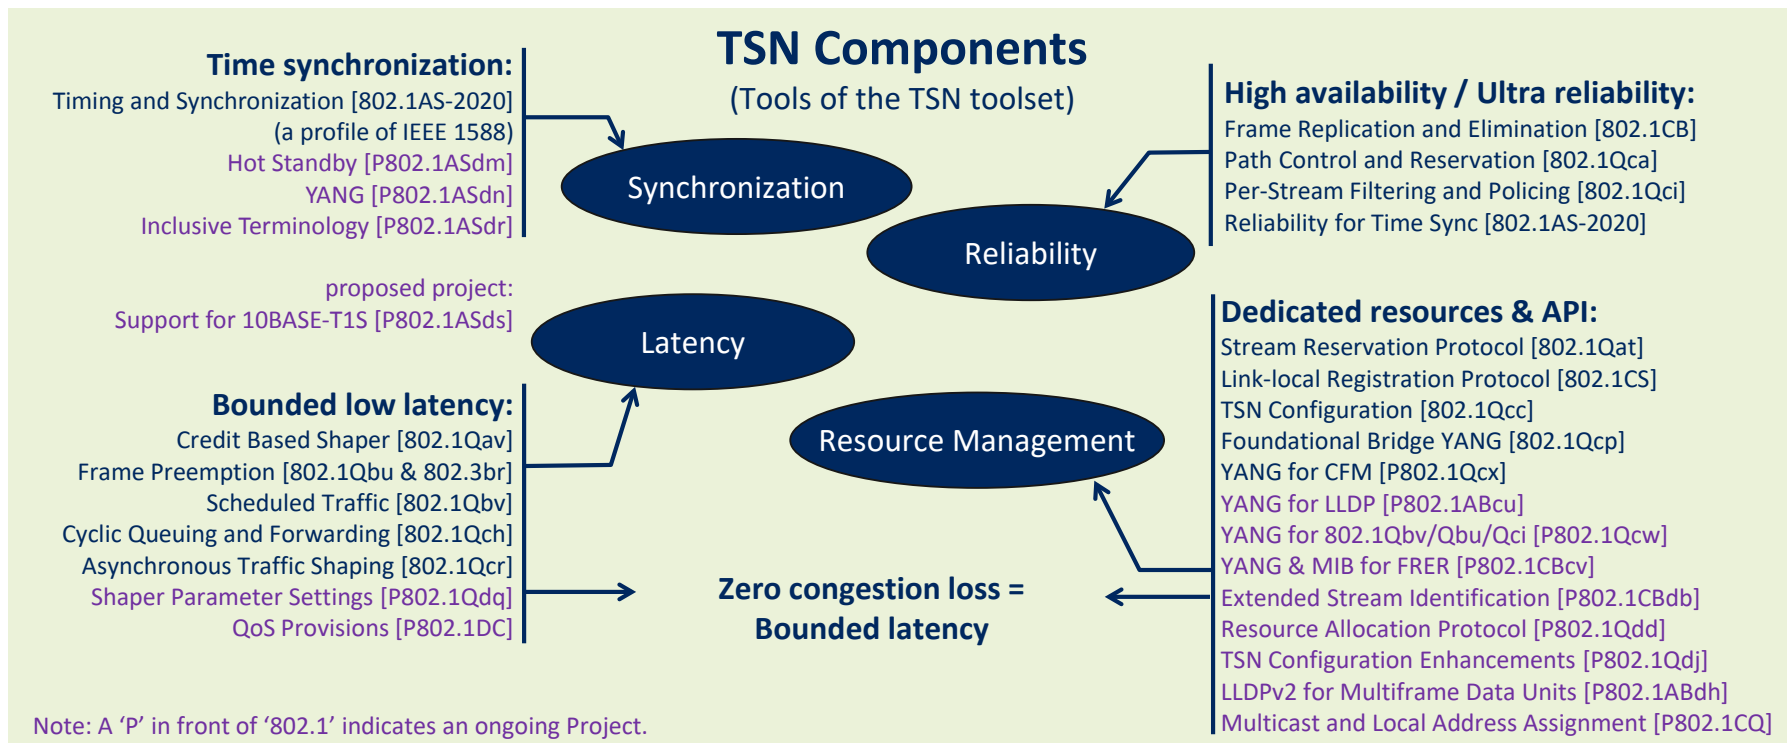 TSN Components
(Tools of the TSN toolset)
Time synchronization:
Timing and Synchronization [802.1AS-2020]
(a profile of IEEE 1588)
Hot Standby [P802.1ASdm]
YANG [P802.1ASdn]
Inclusive Terminology [P802.1ASdr]
proposed project:
Support for 10BASE-T1S [P802.1ASds]
Bounded low latency:
Credit Based Shaper [802.1Qav]
Frame Preemption [802.1Qbu & 802.3br]
Scheduled Traffic [802.1Qbv]
Cyclic Queuing and Forwarding [802.1Qch]
Asynchronous Traffic Shaping [802.1Qcr]
Shaper Parameter Settings [P802.1Qdq]
QoS Provisions [P802.1DC]
Note: A ‘P’ in front of ‘802.1’ indicates an ongoing Project.
Synchronization
Reliability
Latency
Resource Management
Zero congestion loss =
Bounded latency
High availability / Ultra reliability:
Frame Replication and Elimination [802.1CB]
Path Control and Reservation [802.1Qca]
Per-Stream Filtering and Policing [802.1Qci]
Reliability for Time Sync [802.1AS-2020]
Dedicated resources & API:
Stream Reservation Protocol [802.1Qat]
Link-local Registration Protocol [802.1CS]
TSN Configuration [802.1Qcc]
Foundational Bridge YANG [802.1Qcp]
YANG for CFM [P802.1Qcx]
YANG for LLDP [P802.1ABcu]
YANG for 802.1Qbv/Qbu/Qci [P802.1Qcw]
YANG & MIB for FRER [P802.1CBcv]
Extended Stream Identification [P802.1CBdb]
Resource Allocation Protocol [P802.1Qdd]
TSN Configuration Enhancements [P802.1Qdj]
LLDPv2 for Multiframe Data Units [P802.1ABdh]
Multicast and Local Address Assignment [P802.1CQ]